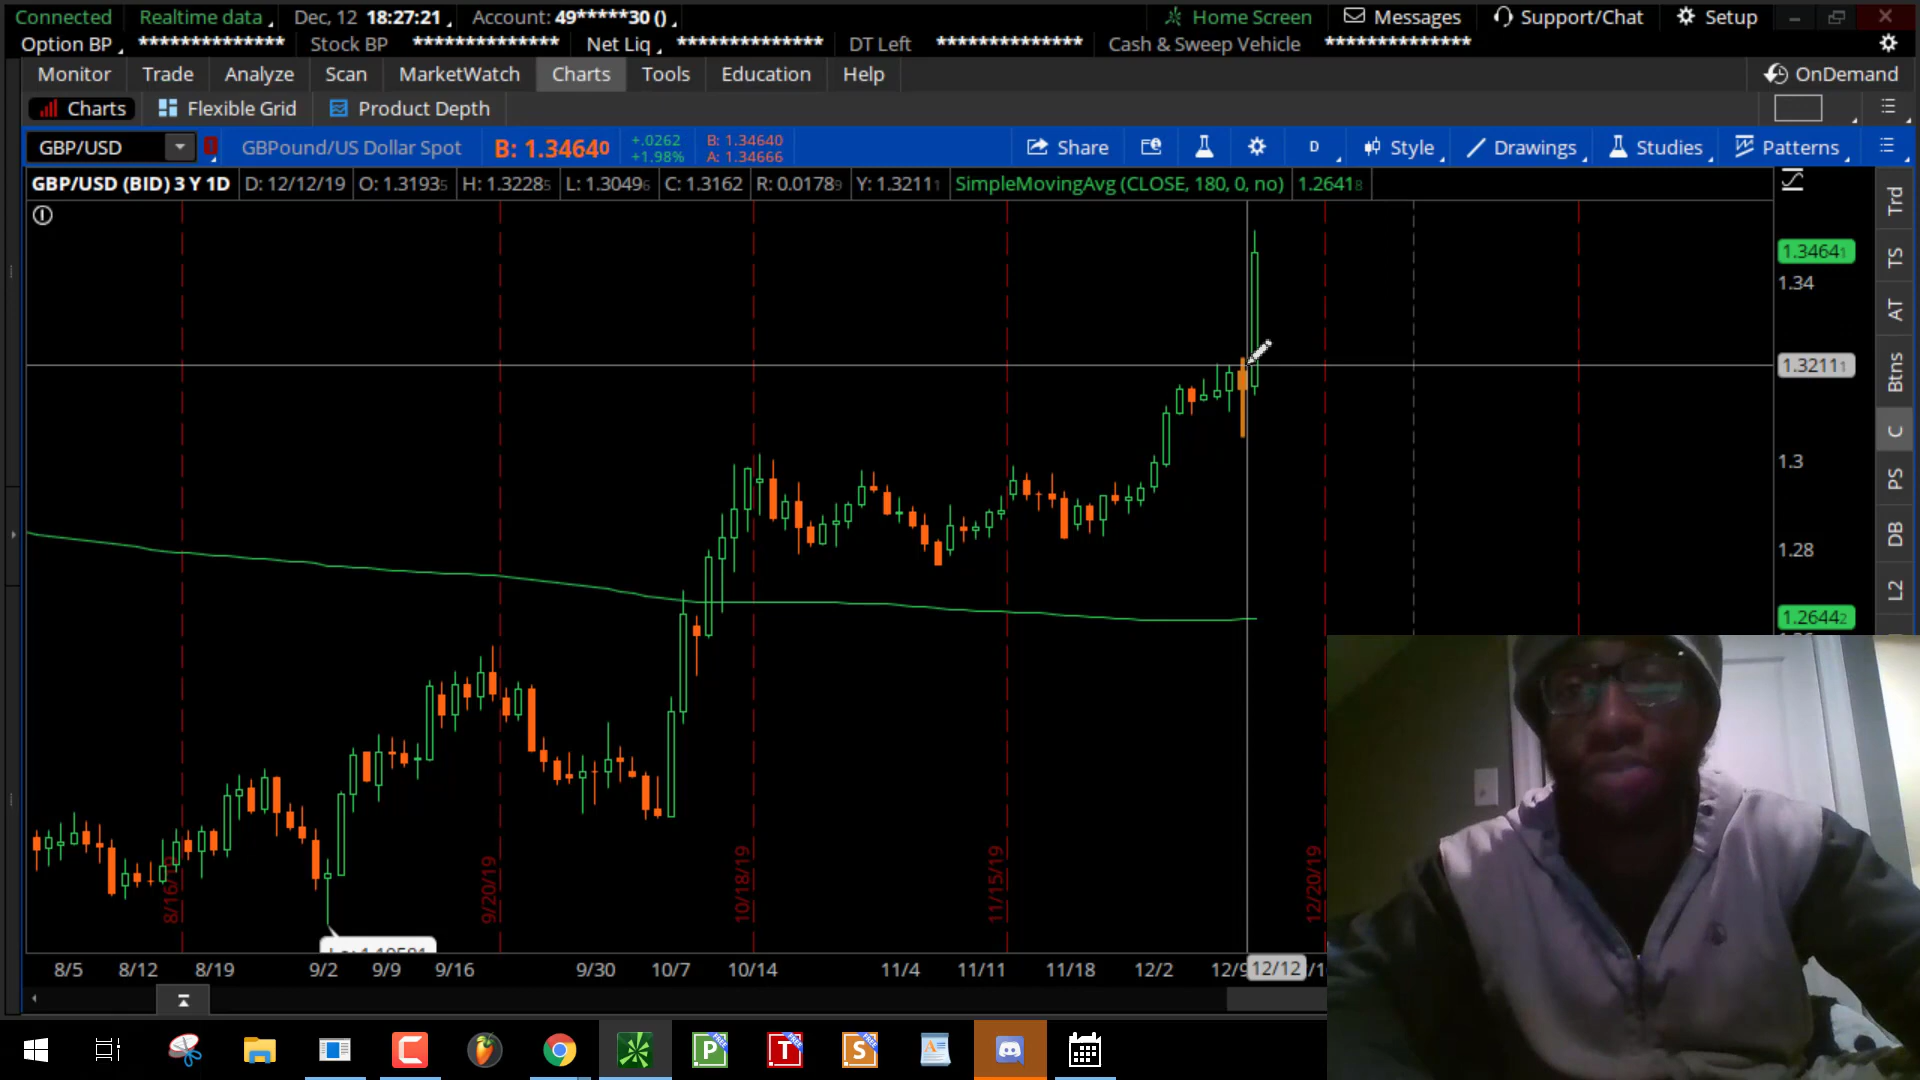 Connected Realtime data Dec, 12 18:27:21 Account: 49*****30 () Home Screen Messages Support/Chat Setup
Option BP ************** Stock BP ************** Net Liq ************** DT Left ************** Cash & Sweep Vehicle **************
Monitor Trade Analyze Scan MarketWatch Charts Tools Education Help OnDemand
Charts Flexible Grid Product Depth
GBP/USD GBPound/US Dollar Spot B: 1.34640 +.0262 +1.98% B: 1.34640 A: 1.34666 Share D Style Drawings Studies Patterns
GBP/USD (BID) 3 Y 1D D: 12/12/19 O: 1.31935 H: 1.32285 L: 1.30496 C: 1.3162 R: 0.01789 Y: 1.32111 SimpleMovingAvg (CLOSE, 180, 0, no) 1.26418
Trd
1.34641
TS
1.34
AT
1.32111
Btns
C
1.3
PS
DB
1.28
L2
1.26442
8/16/19 9/20/19 10/18/19 11/15/19 12/20/19
8/5 8/12 8/19 9/2 9/9 9/16 9/30 10/7 10/14 11/4 11/11 11/18 12/2 12/9 12/12